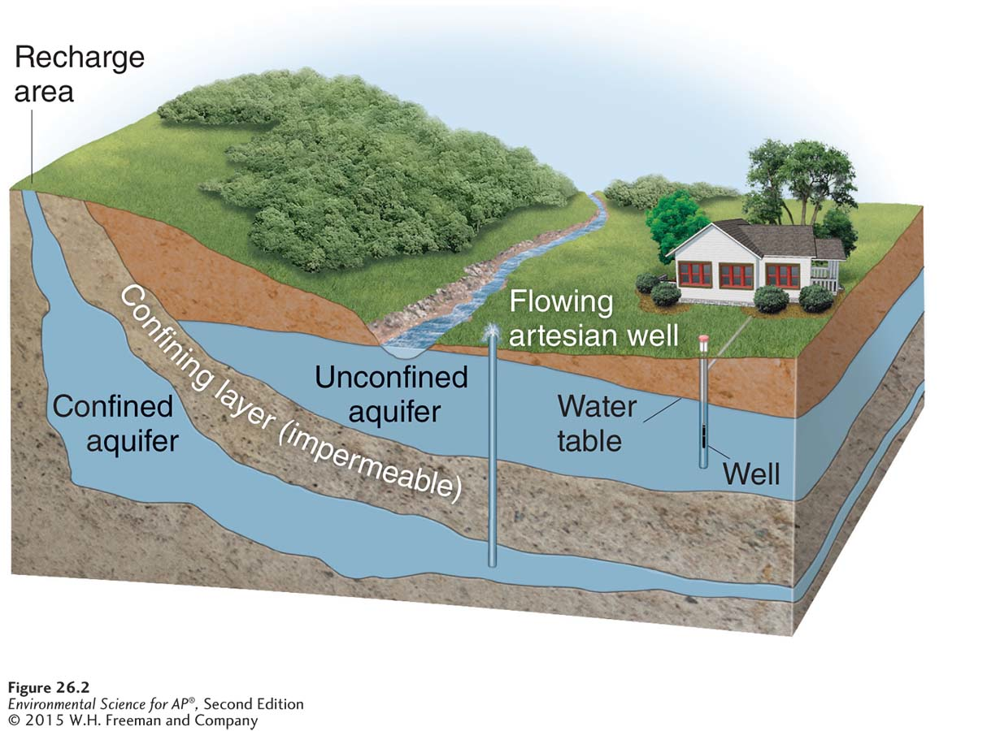 Recharge
area
Flowing
artesian well
Confining layer (impermeable)
Unconfined
aquifer
Confined
aquifer
Water
table
Well
Figure 26.2
Environmental Science for AP®, Second Edition
© 2015 W.H. Freeman and Company